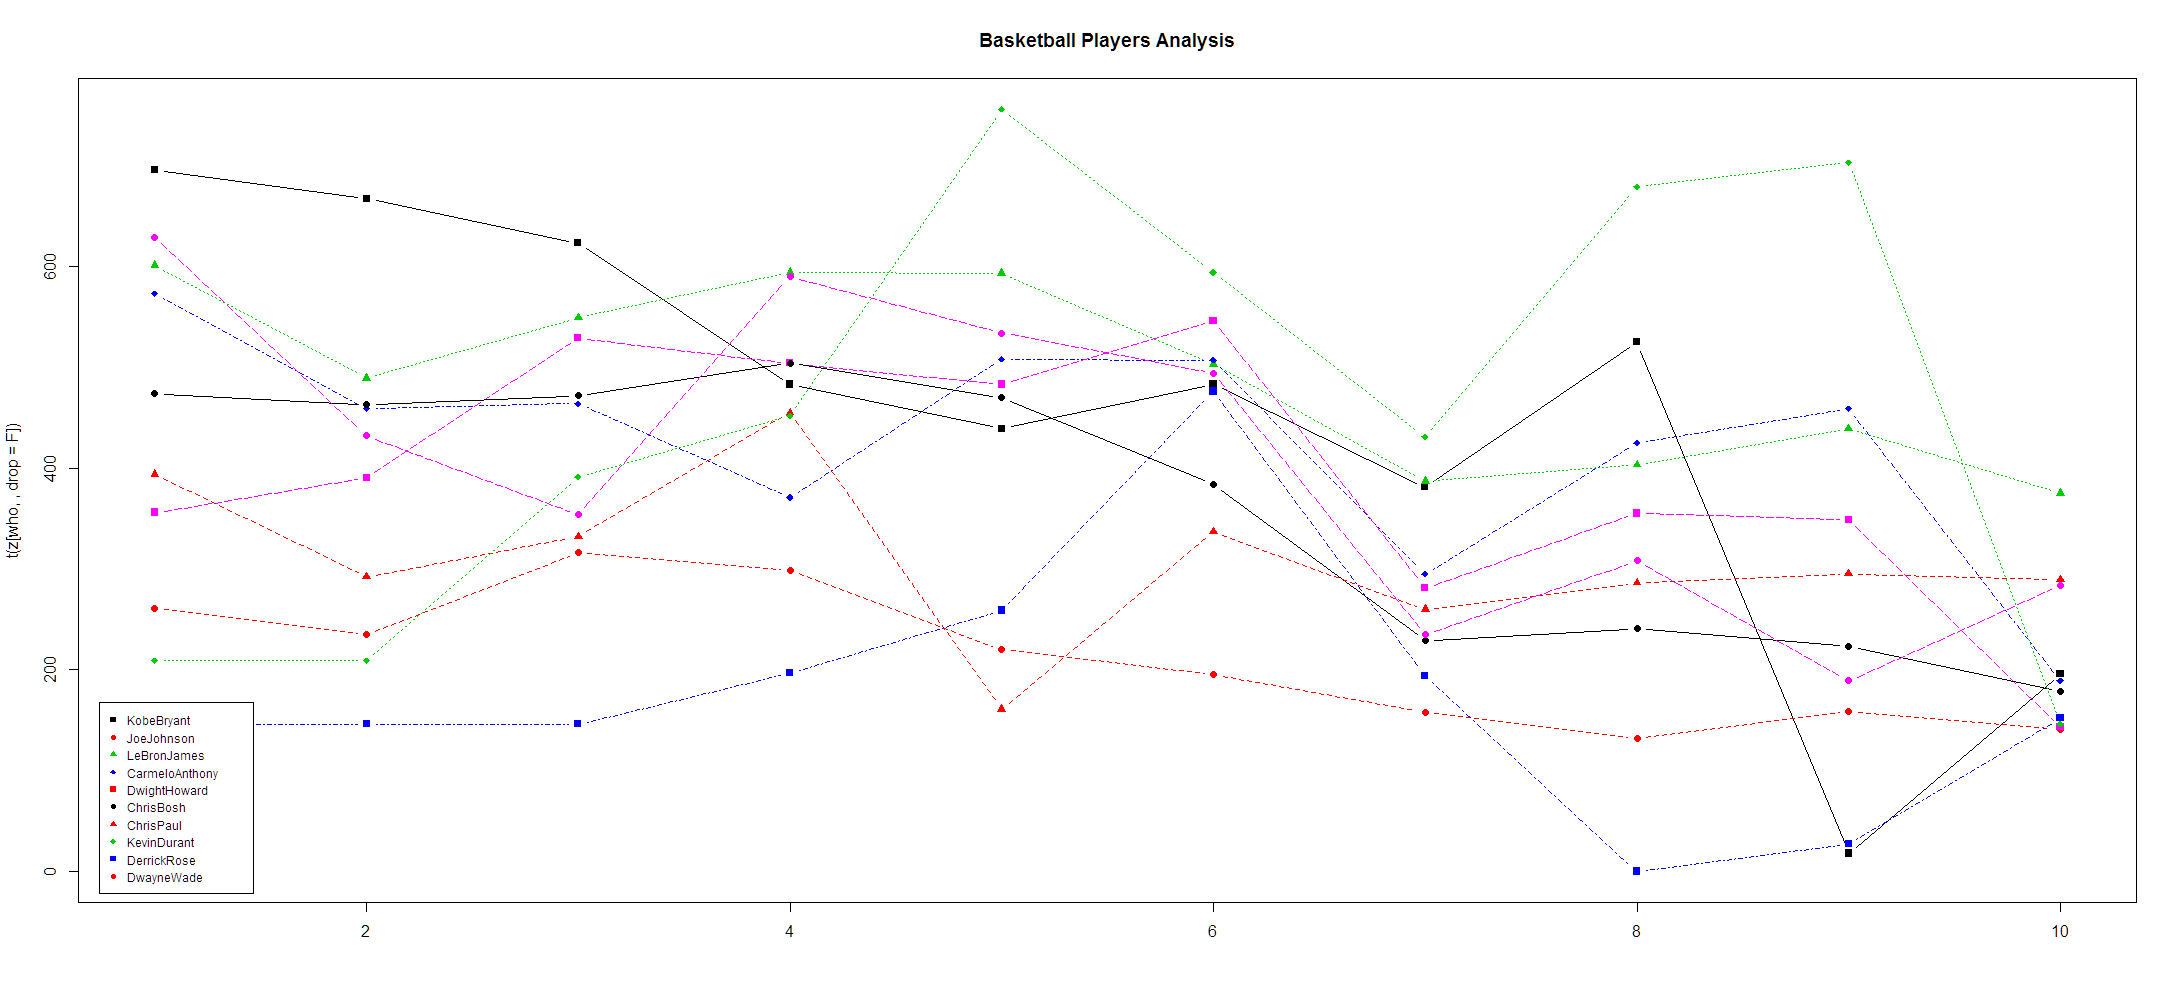 Basketball Players Analysis
t(z[who, , drop = F])
600
400
200
0
KobeBryant
JoeJohnson
LeBronJames
CarmeloAnthony
DwightHoward
ChrisBosh
ChrisPaul
KevinDurant
DerrickRose
DwayneWade
2 4 6 8 10